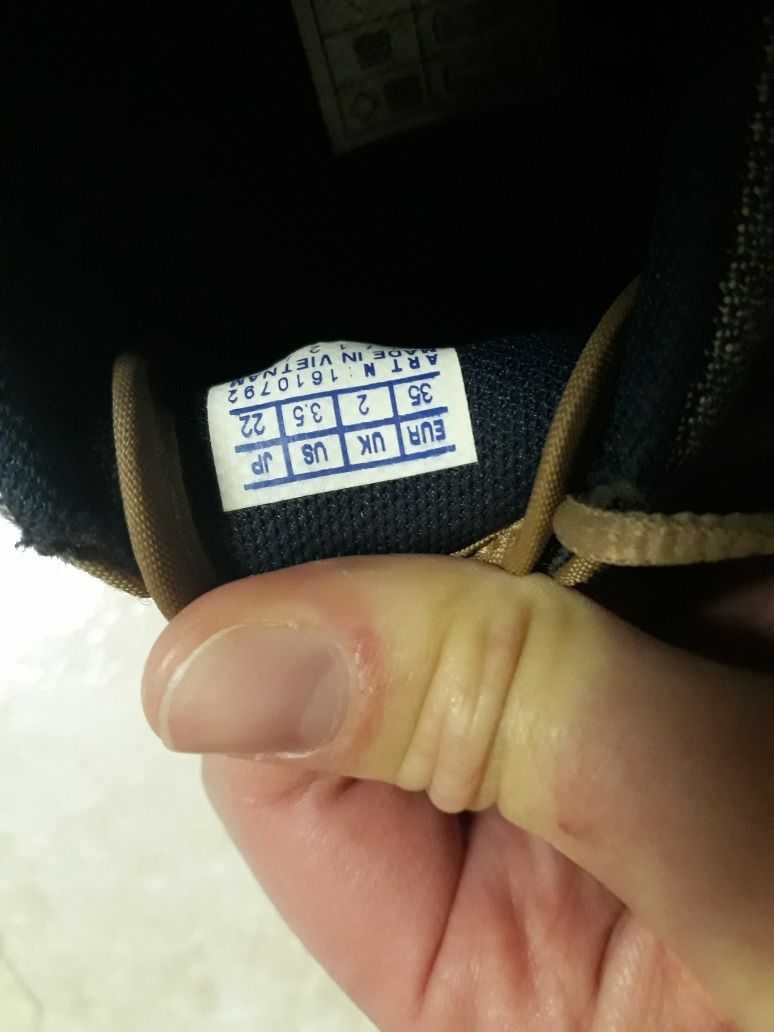 EUR UK US JP
35 2 3.5 22
ART N: 1610792
MADE IN VIETNAM